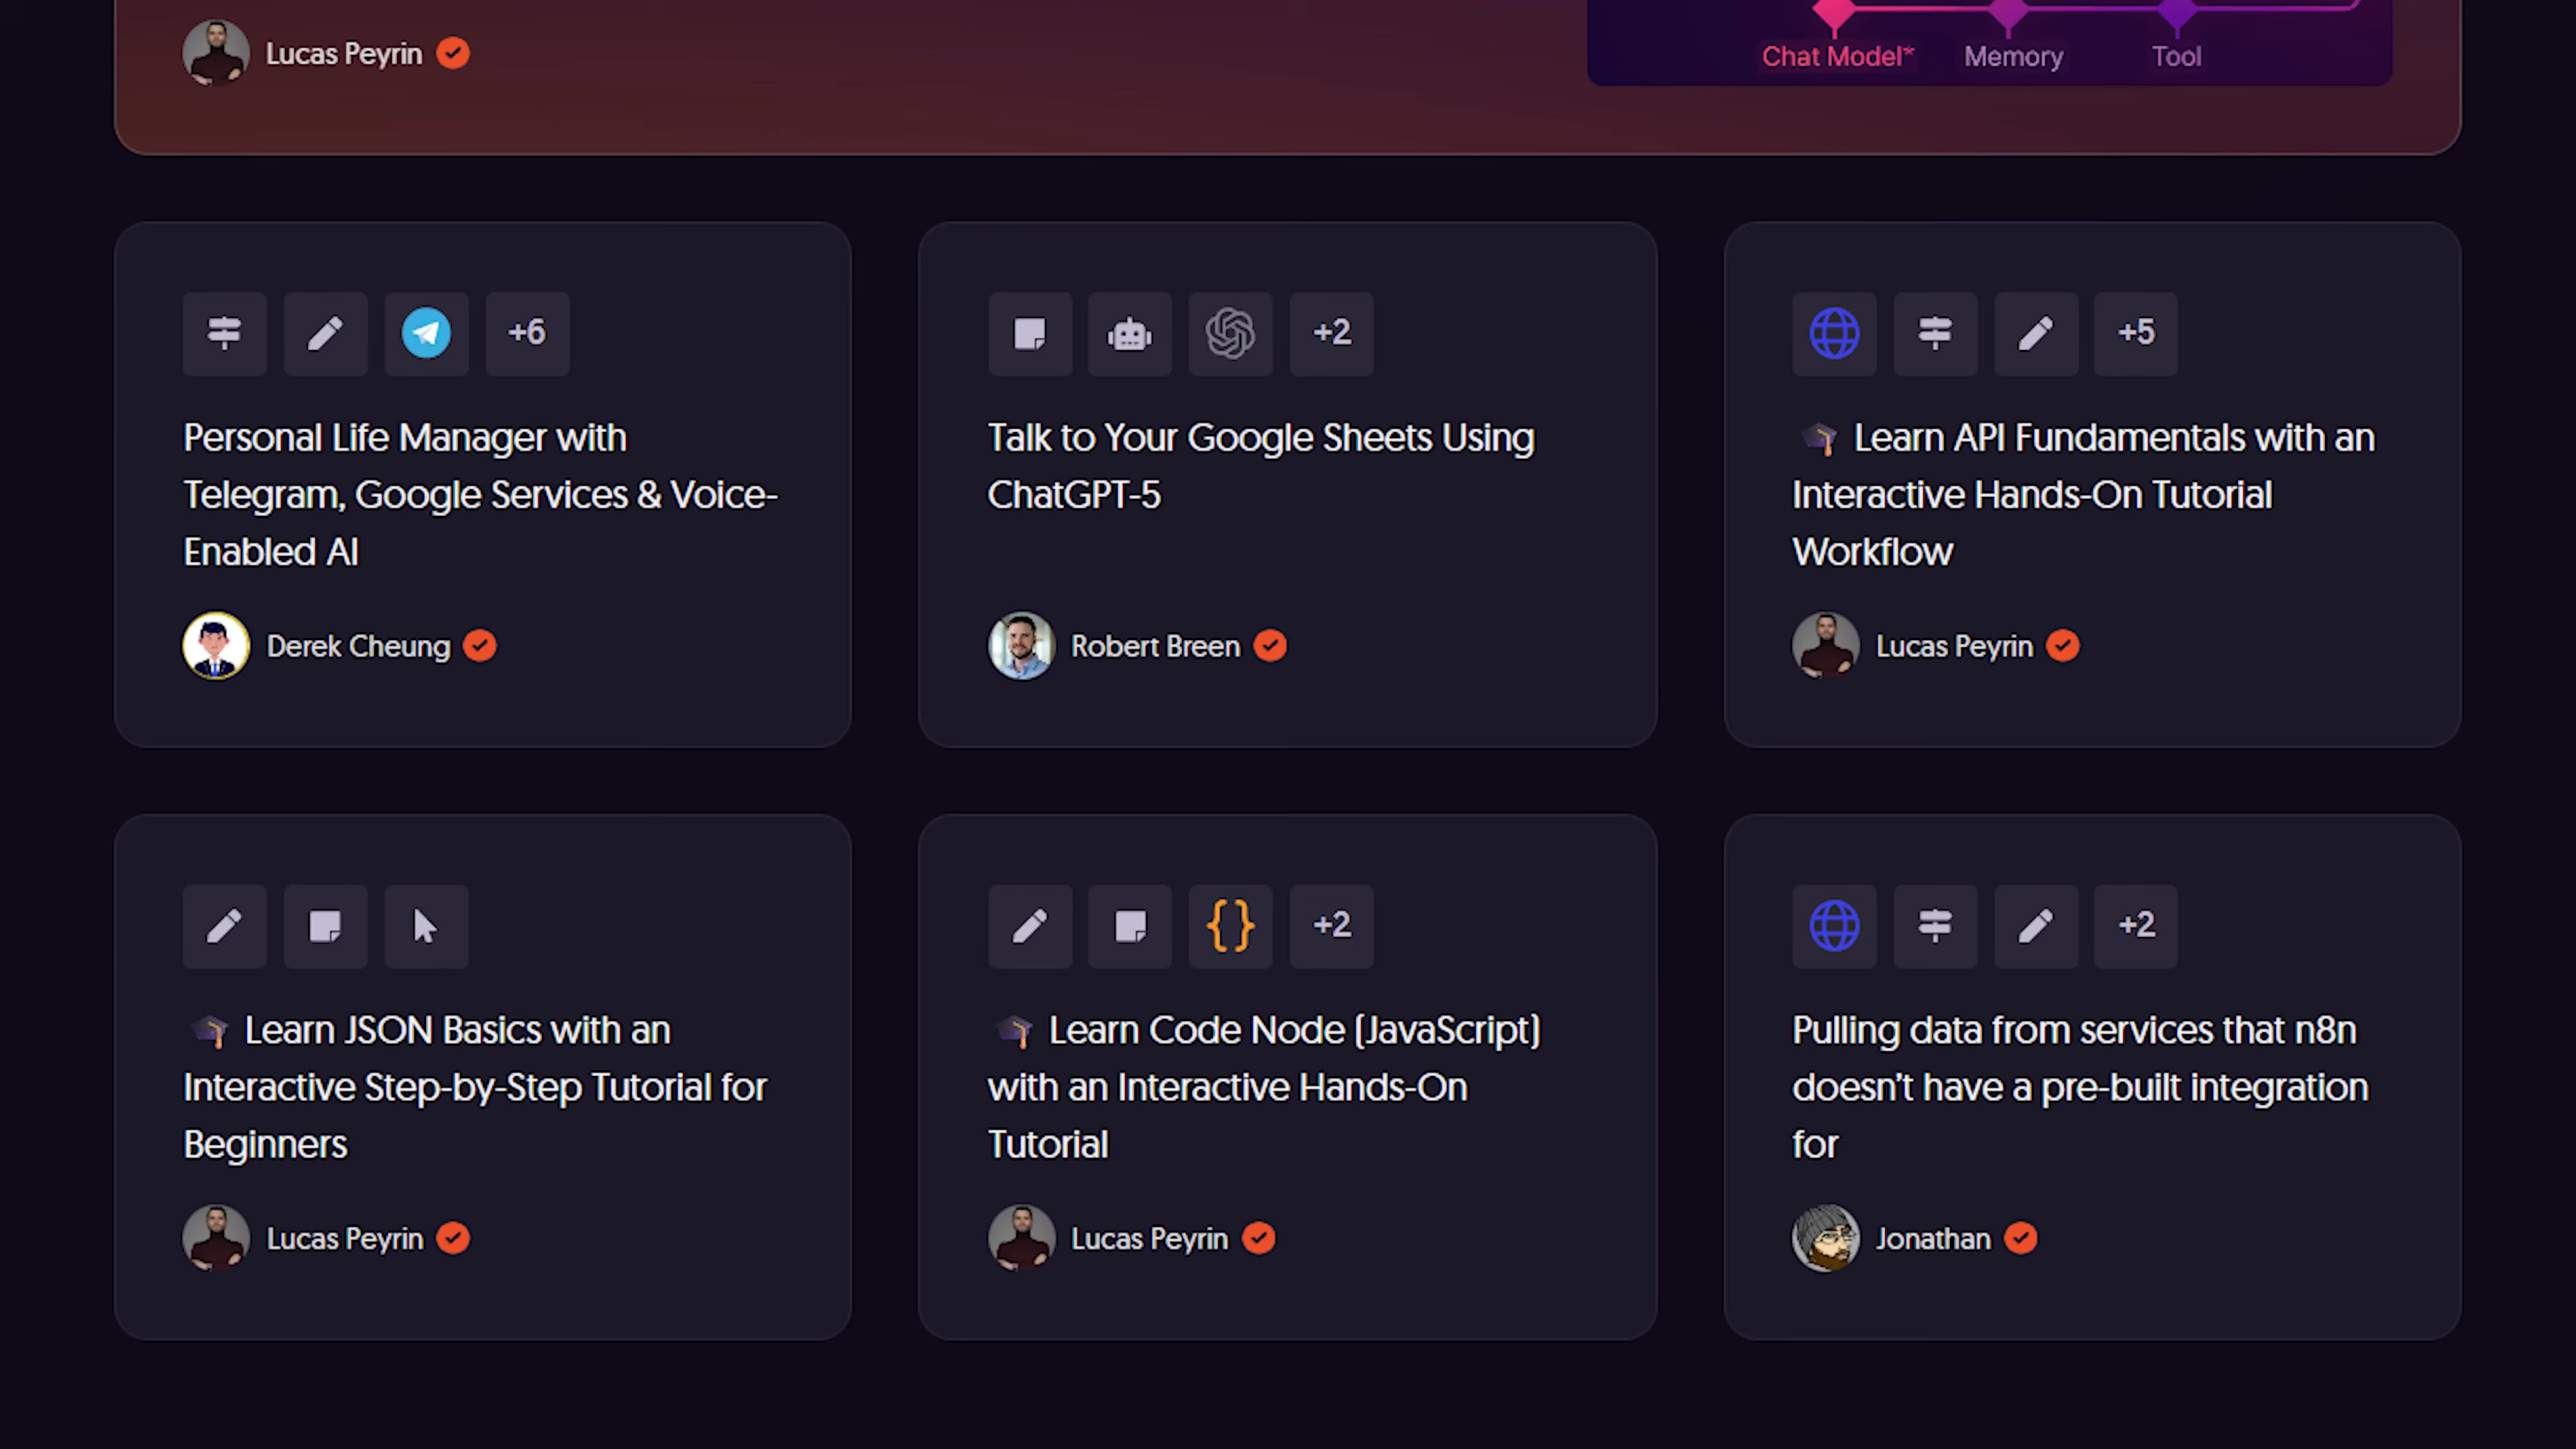 Lucas Peyrin
Chat Model*
Memory
Tool
+6
Personal Life Manager with
Telegram, Google Services & Voice-
Enabled AI
Derek Cheung
+2
Talk to Your Google Sheets Using
ChatGPT-5
Robert Breen
+5
Learn API Fundamentals with an
Interactive Hands-On Tutorial
Workflow
Lucas Peyrin
Learn JSON Basics with an
Interactive Step-by-Step Tutorial for
Beginners
Lucas Peyrin
{}
+2
Learn Code Node (JavaScript)
with an Interactive Hands-On
Tutorial
Lucas Peyrin
+2
Pulling data from services that n8n
doesn't have a pre-built integration
for
Jonathan